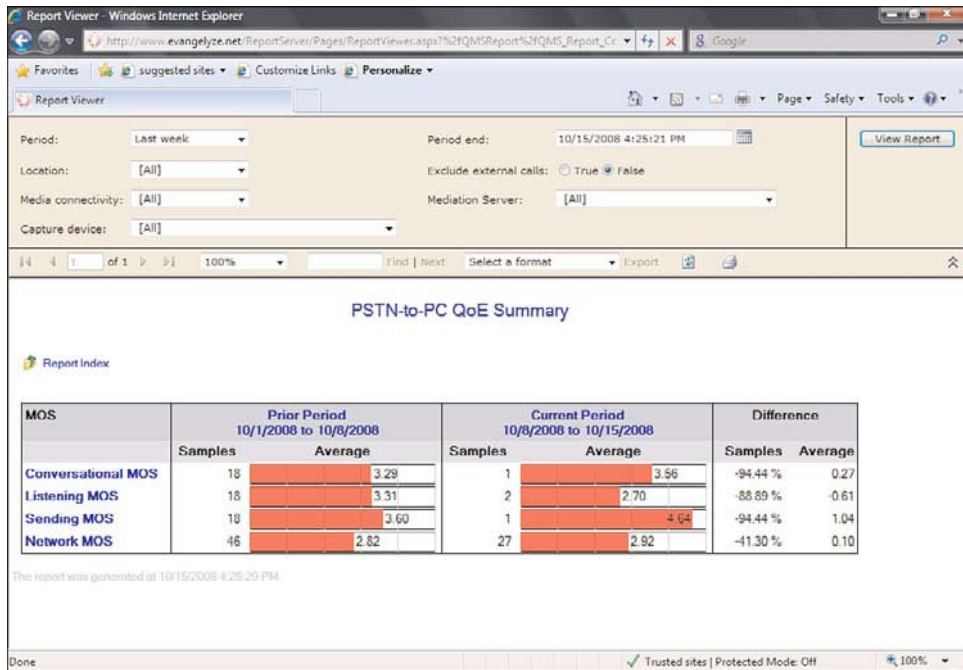 Report Viewer - Windows Internet Explorer
http://www.evangelyze.net/ReportServer/Pages/ReportViewer.aspx?%2fQMSReport%2fQMS_Report_Cr
Google
Favorites suggested sites Customize Links Personalize
Report Viewer
Page Safety Tools
Period: Last week Period end: 10/15/2008 4:25:21 PM View Report
Location: [All] Exclude external calls: True False
Media connectivity: [All] Mediation Server: [All]
Capture device: [All]
1 of 1 100% Find | Next Select a format Export
PSTN-to-PC QoE Summary
Report Index
MOS Prior Period Current Period Difference
10/1/2008 to 10/8/2008 10/8/2008 to 10/15/2008
Samples Average Samples Average Samples Average
Conversational MOS 18 3.29 1 3.56 -94.44 % 0.27
Listening MOS 18 3.31 2 2.70 -88.89 % -0.61
Sending MOS 18 3.60 1 4.64 -94.44 % 1.04
Network MOS 46 2.82 27 2.92 -41.30 % 0.10
The report was generated at 10/15/2008 4:25:29 PM
Done Trusted sites | Protected Mode: Off 100%